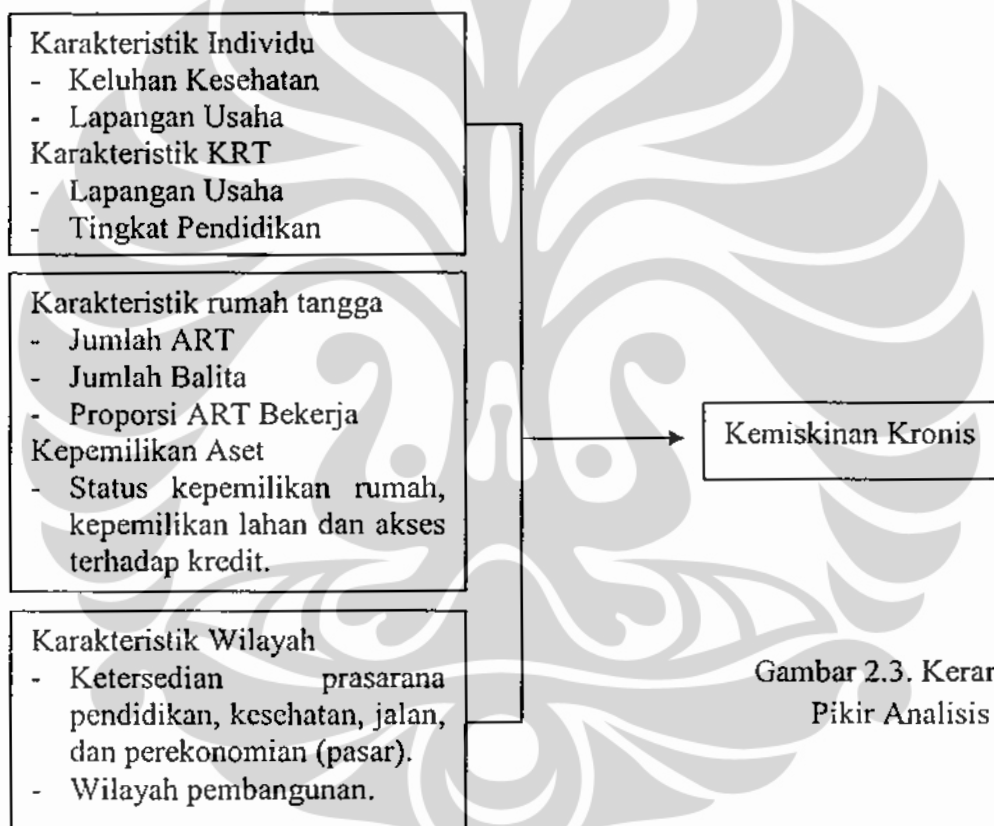 Karakteristik Individu
- Keluhan Kesehatan
- Lapangan Usaha
Karakteristik KRT
- Lapangan Usaha
- Tingkat Pendidikan
Karakteristik rumah tangga
- Jumlah ART
- Jumlah Balita
- Proporsi ART Bekerja
Kepemilikan Aset
- Status kepemilikan rumah,
kepemilikan lahan dan akses
terhadap kredit.
Karakteristik Wilayah
- Ketersedian prasarana
pendidikan, kesehatan, jalan,
dan perekonomian (pasar).
- Wilayah pembangunan.
Kemiskinan Kronis
Gambar 2.3.
Pikir Analisis